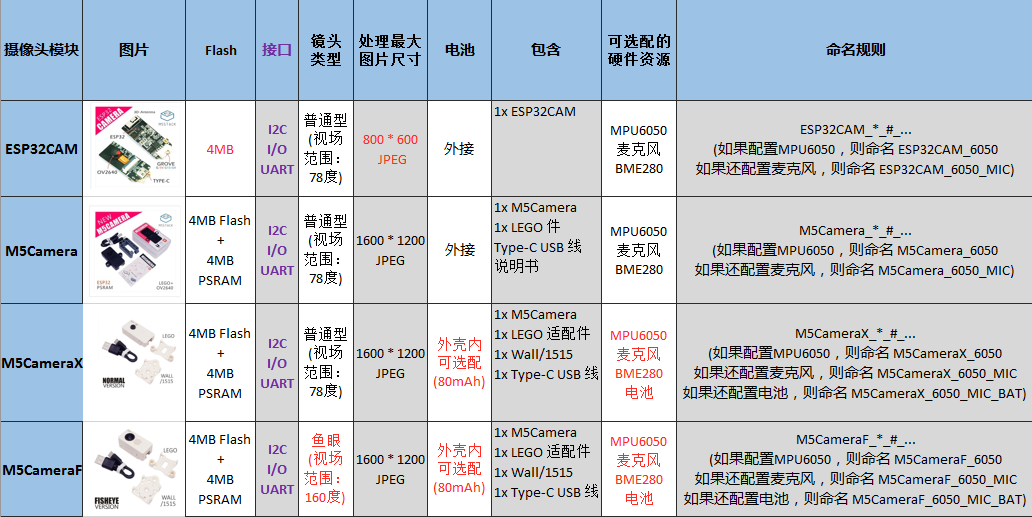 摄像头模块
图片
Flash
接口
镜头
类型
处理最大
图片尺寸
电池
包含
可选配的
硬件资源
命名规则
ESP32CAM
CAMERA
ESP32
OV2640
GROVE
TYPE-C
4MB
I2C
I/O
UART
普通型
(视场
范围：
78度)
800 * 600
JPEG
外接
1x ESP32CAM
MPU6050
麦克风
BME280
ESP32CAM_*_#_...
(如果配置MPU6050，则命名 ESP32CAM_6050
如果还配置麦克风，则命名 ESP32CAM_6050_MIC)
M5Camera
NEW
M5CAMERA
ESP32
PSRAM
LEGO+
OV2640
4MB Flash
+
4MB
PSRAM
I2C
I/O
UART
普通型
(视场
范围：
78度)
1600 * 1200
JPEG
外接
1x M5Camera
1x LEGO 件
Type-C USB 线
说明书
MPU6050
麦克风
BME280
M5Camera_*_#_...
(如果配置MPU6050，则命名 M5Camera_6050
如果还配置麦克风，则命名 M5Camera_6050_MIC)
M5CameraX
LEGO
WALL
/1515
NORMAL
VERSION
4MB Flash
+
4MB
PSRAM
I2C
I/O
UART
普通型
(视场
范围：
78度)
1600 * 1200
JPEG
外壳内
可选配
(80mAh)
1x M5Camera
1x LEGO 适配件
1x Wall/1515
1x Type-C USB 线
MPU6050
麦克风
BME280
电池
M5CameraX_*_#_...
(如果配置MPU6050，则命名 M5CameraX_6050
如果还配置麦克风，则命名 M5CameraX_6050_MIC
如果还配置电池，则命名 M5CameraX_6050_MIC_BAT)
M5CameraF
LEGO
WALL
/1515
FISHEYE
VERSION
4MB Flash
+
4MB
PSRAM
I2C
I/O
UART
鱼眼
(视场
范围：
160度)
1600 * 1200
JPEG
外壳内
可选配
(80mAh)
1x M5Camera
1x LEGO 适配件
1x Wall/1515
1x Type-C USB 线
MPU6050
麦克风
BME280
电池
M5CameraF_*_#_...
(如果配置MPU6050，则命名 M5CameraF_6050
如果还配置麦克风，则命名 M5CameraF_6050_MIC
如果还配置电池，则命名 M5CameraF_6050_MIC_BAT)